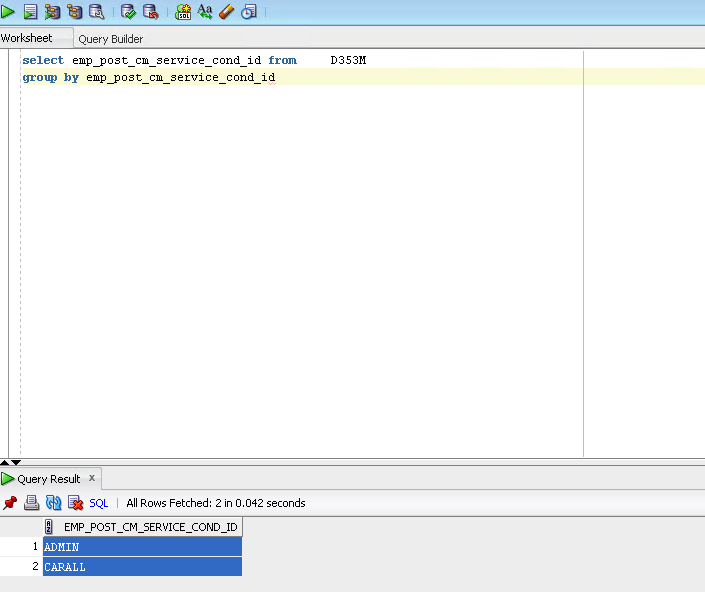 Worksheet Query Builder
select emp_post_cm_service_cond_id from D353M
group by emp_post_cm_service_cond_id
Query Result x
SQL | All Rows Fetched: 2 in 0.042 seconds
EMP_POST_CM_SERVICE_COND_ID
1 ADMIN
2 CARALL